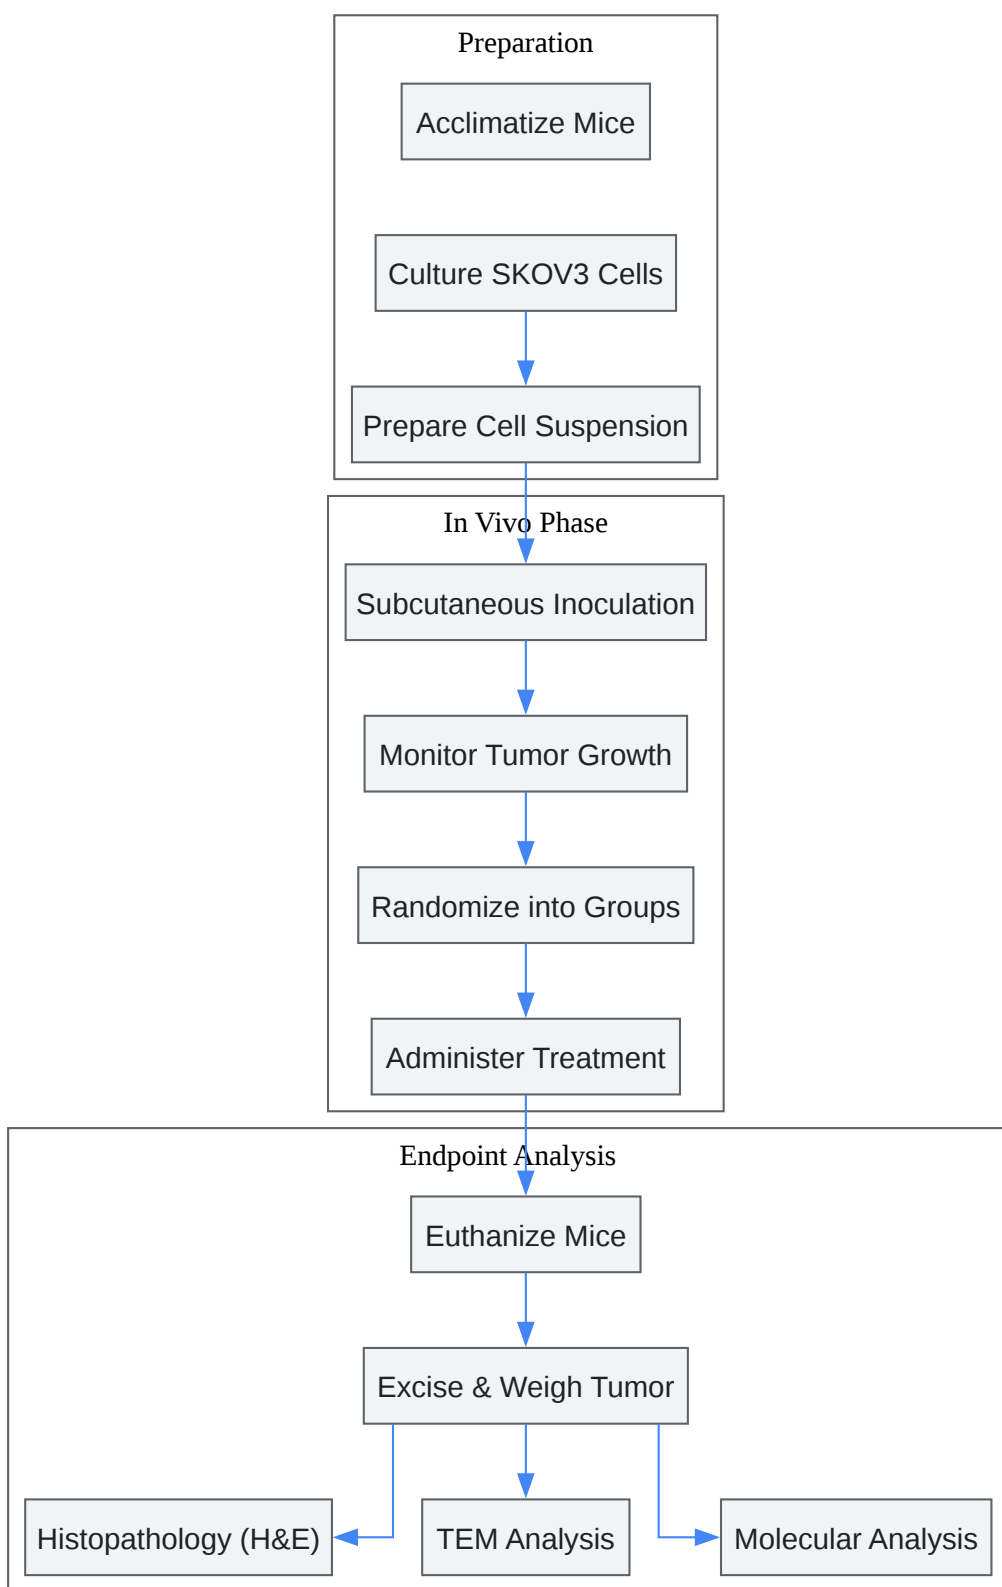 Preparation
Acclimatize Mice
Culture SKOV3 Cells
Prepare Cell Suspension
In Vivo Phase
Subcutaneous Inoculation
Monitor Tumor Growth
Randomize into Groups
Administer Treatment
Endpoint Analysis
Euthanize Mice
Excise & Weigh Tumor
Histopathology (H&E)
TEM Analysis
Molecular Analysis